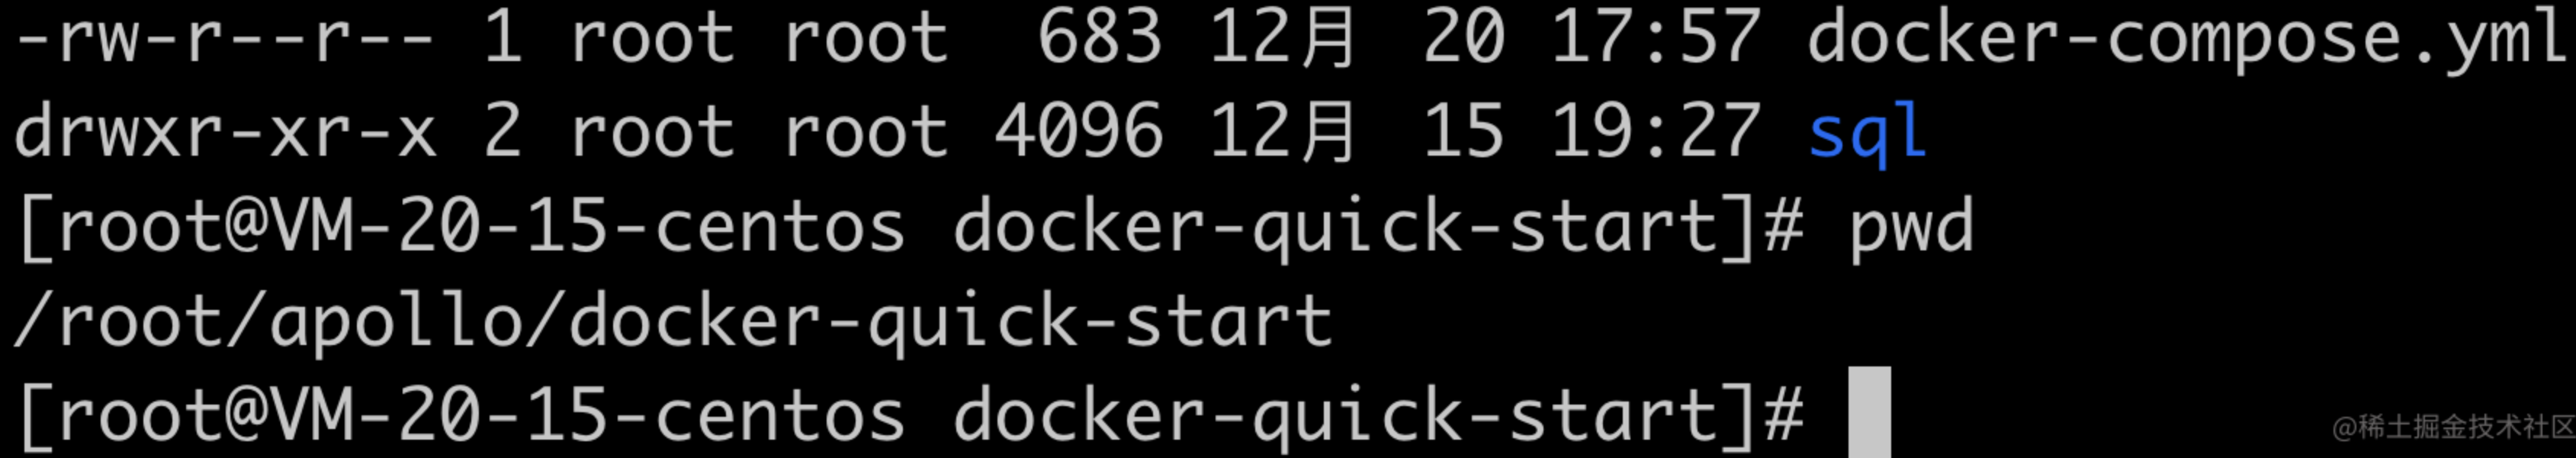 -rw-r--r-- 1 root root  683 12月  20 17:57 docker-compose.yml
drwxr-xr-x 2 root root 4096 12月  15 19:27 sql
[root@VM-20-15-centos docker-quick-start]# pwd
/root/apollo/docker-quick-start
[root@VM-20-15-centos docker-quick-start]#
@稀土掘金技术社区